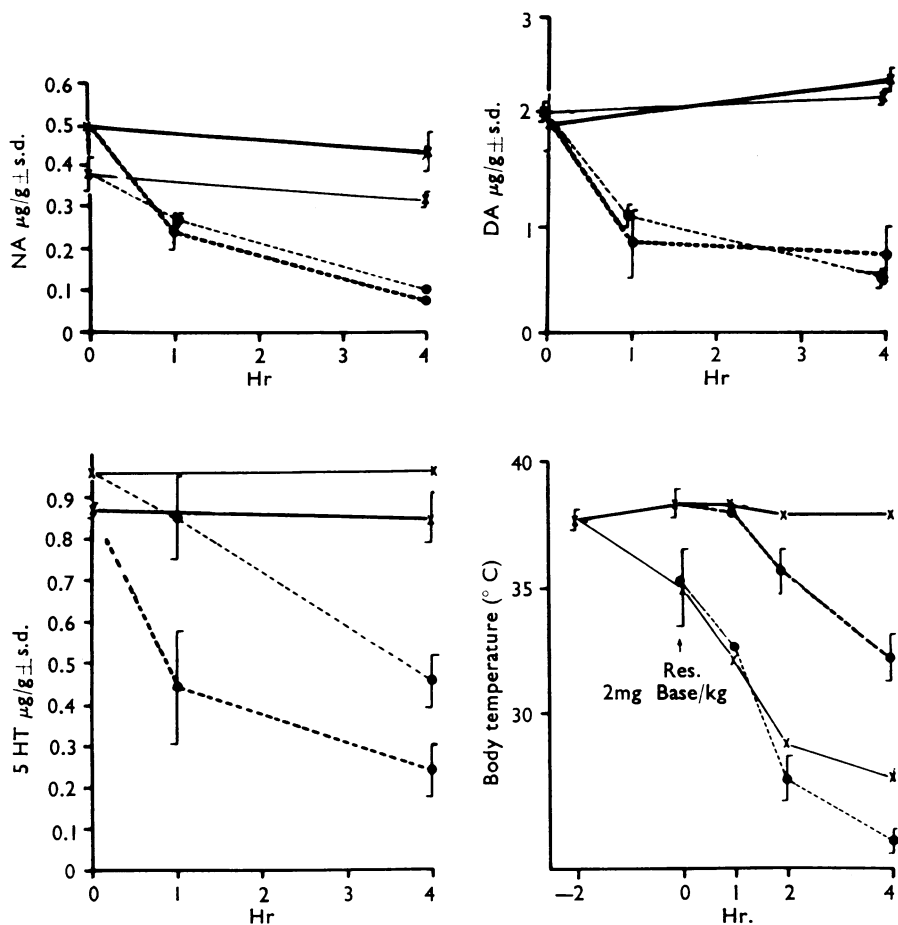 NA µg/g ± s.d.
0.6
0.5
0.4
0.3
0.2
0.1
0
0 1 2 3 4
Hr
DA µg/g ± s.d.
3
2
1
0
0 1 2 3 4
Hr
5 HT µg/g ± s.d.
0.9
0.8
0.7
0.6
0.5
0.4
0.3
0.2
0.1
0
0 1 2 3 4
Hr
Body temperature (° C)
40
35
30
Res.
2mg Base/kg
—2 0 1 2 4
Hr.